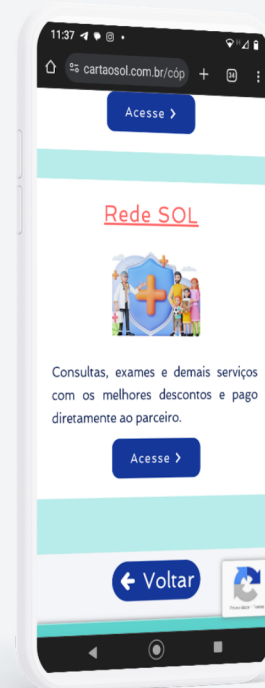 11:37
cartaosol.com.br/cóp
Acesse >
Rede SOL
Consultas, exames e demais serviços
com os melhores descontos e pago
diretamente ao parceiro.
Acesse >
Voltar